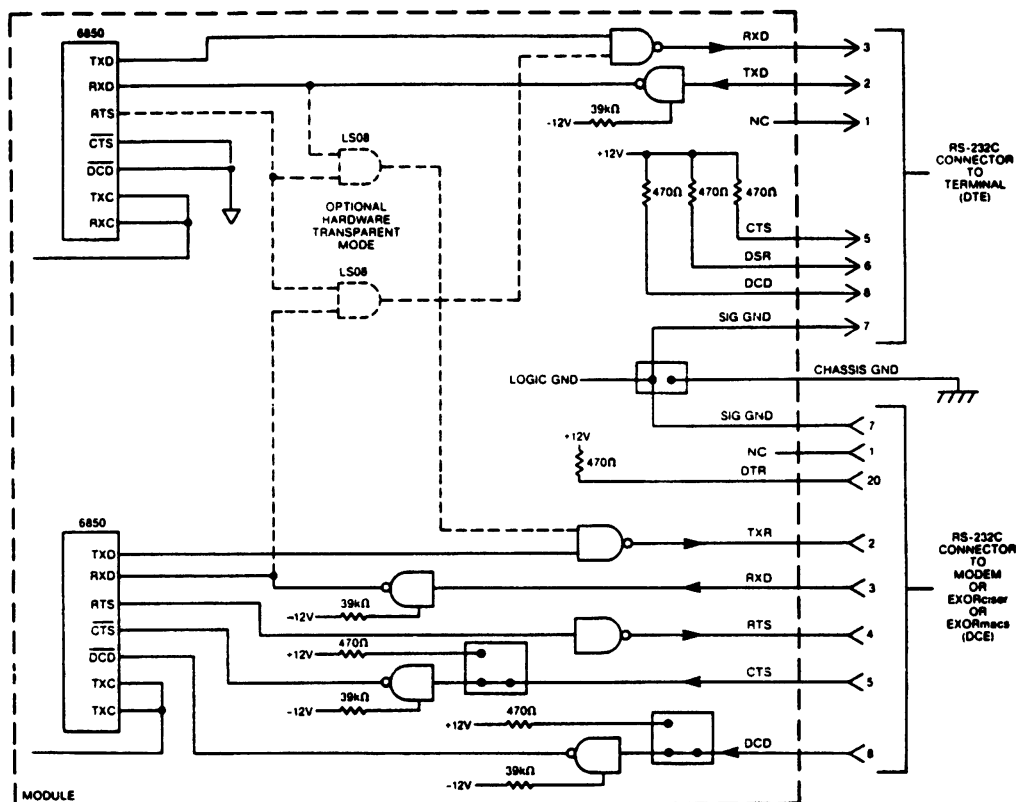 6850
TXD
RXD
RTS
CTS
DCD
TXC
RXC
LS08
OPTIONAL
HARDWARE
TRANSPARENT
MODE
LS08
RXD
3
TXD
2
39kΩ
-12V
NC
1
+12V
470Ω
470Ω
470Ω
CTS
5
DSR
6
DCD
8
SIG GND
7
RS-232C
CONNECTOR
TO
TERMINAL
(DTE)
LOGIC GND
CHASSIS GND
SIG GND
7
+12V
470Ω
NC
1
DTR
20
6850
TXD
RXD
RTS
CTS
DCD
TXC
TXC
TXR
2
RXD
3
39kΩ
-12V
RTS
4
470Ω
+12V
CTS
5
39kΩ
-12V
470Ω
+12V
DCD
8
39kΩ
-12V
RS-232C
CONNECTOR
TO
MODEM
OR
EXORciser
OR
EXORmacs
(DCE)
MODULE